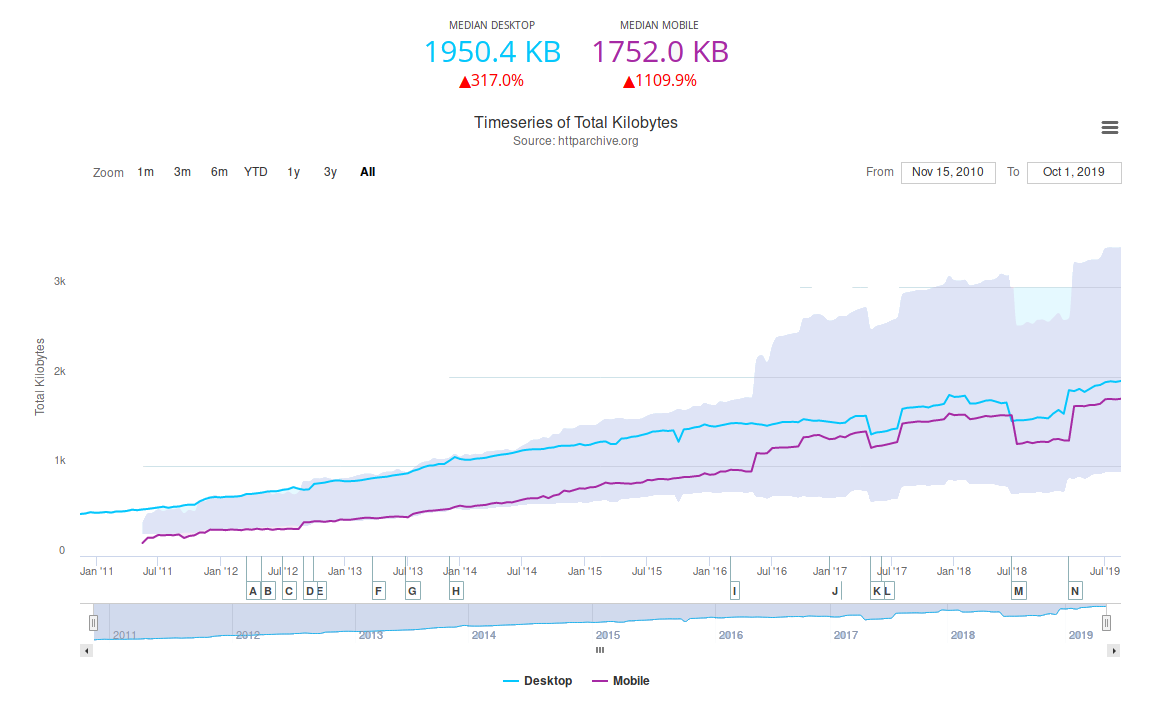 MEDIAN DESKTOP MEDIAN MOBILE
1950.4 KB 1752.0 KB
▲317.0% ▲1109.9%
Timeseries of Total Kilobytes
Source: httparchive.org
Zoom 1m 3m 6m YTD 1y 3y All From Nov 15, 2010 To Oct 1, 2019
Total Kilobytes
3k
2k
1k
0
Jan '11 Jul '11 Jan '12 Jul '12 Jan '13 Jul '13 Jan '14 Jul '14 Jan '15 Jul '15 Jan '16 Jul '16 Jan '17 Jul '17 Jan '18 Jul '18 Jul '19
A B C D E F G H I J K L M N
2011 2012 2013 2014 2015 2016 2017 2018 2019
Desktop Mobile